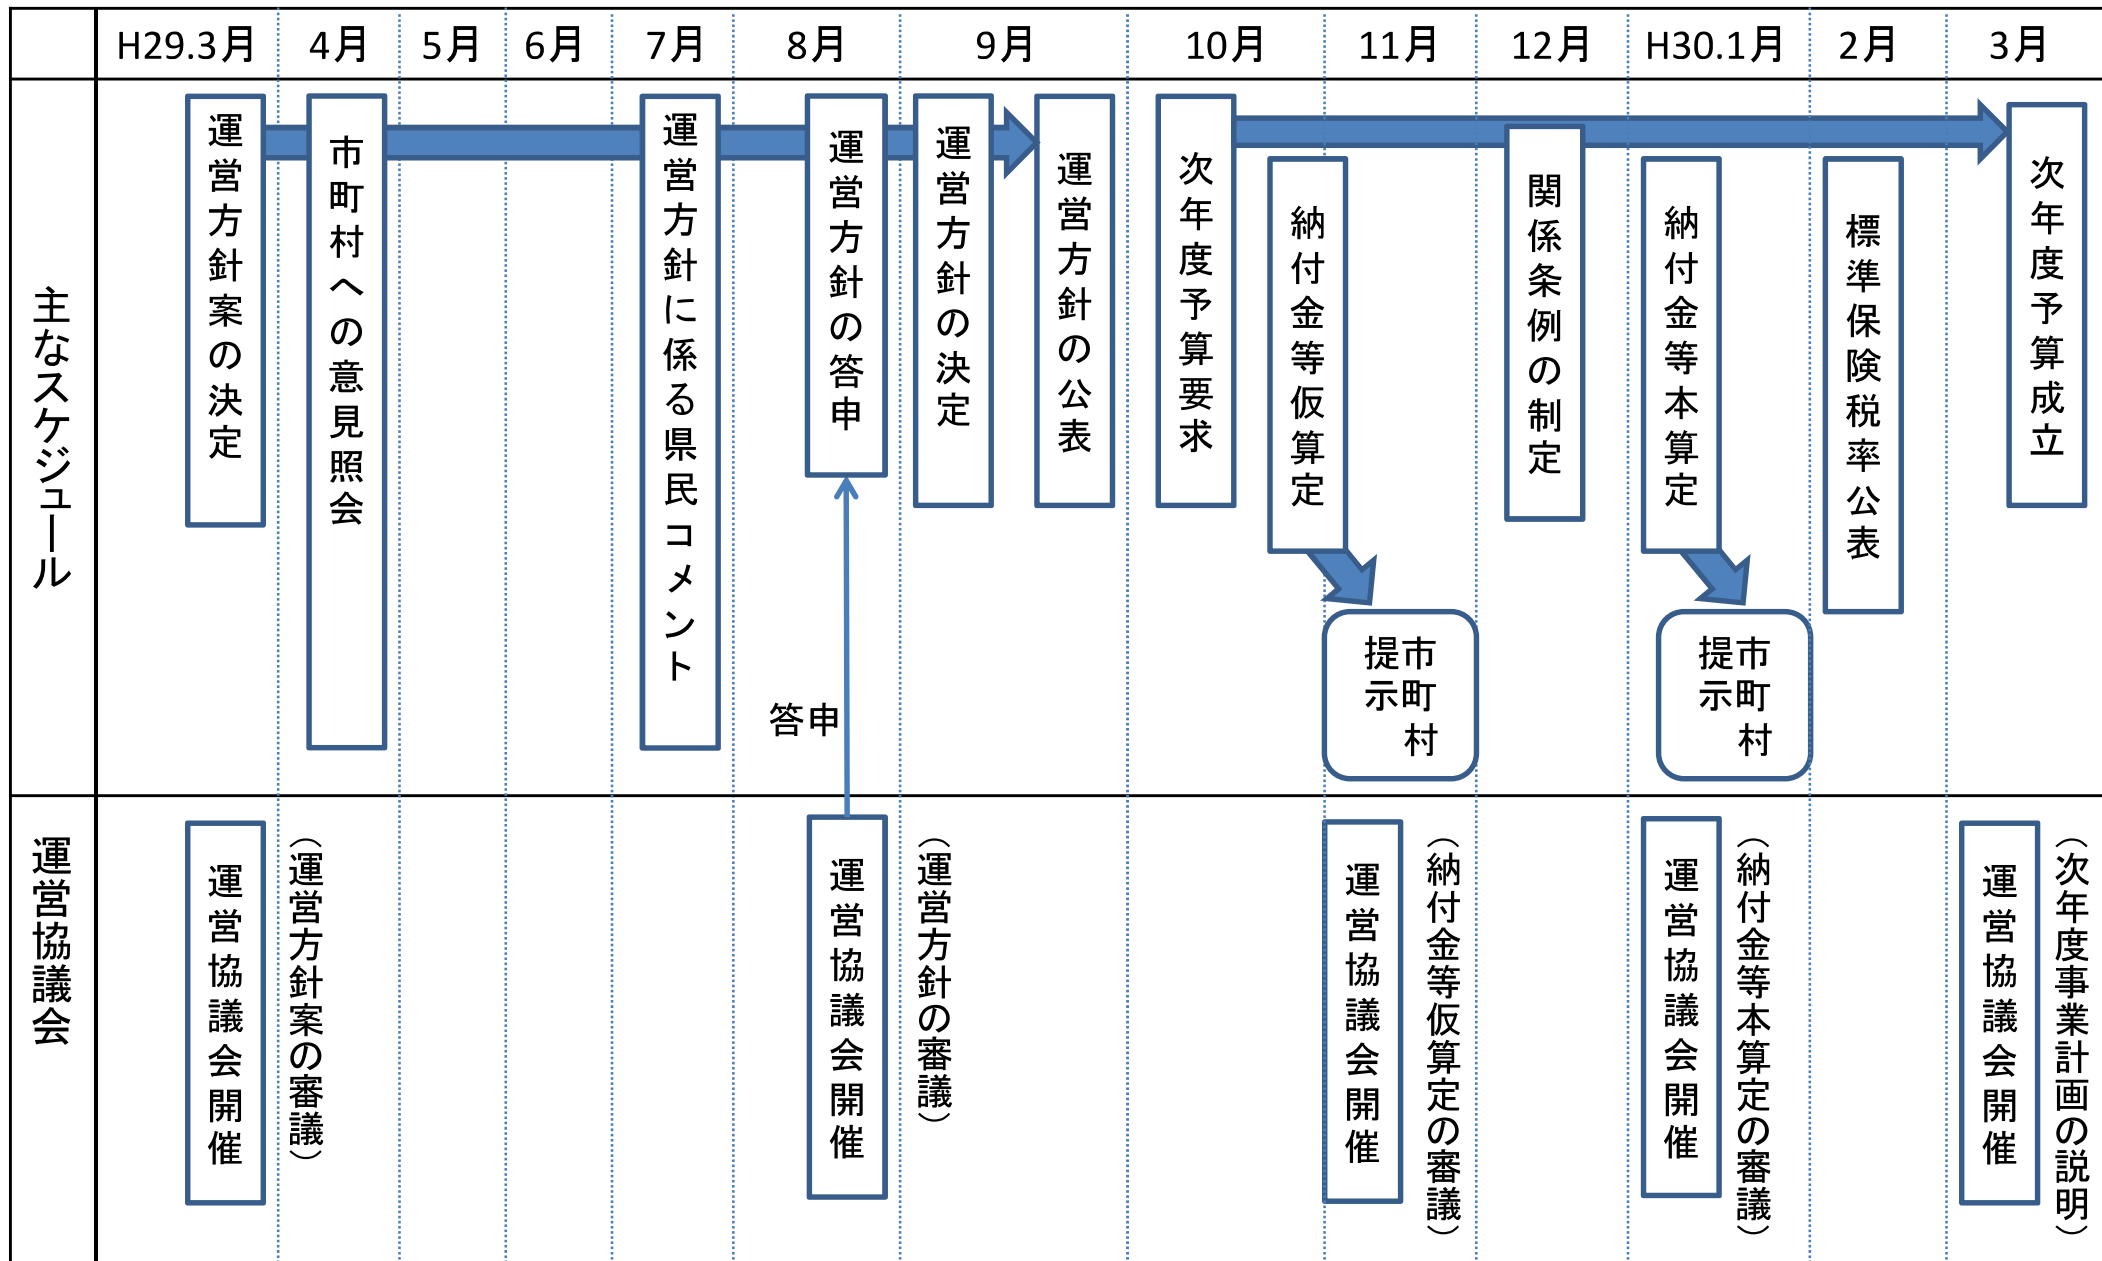 H29.3月
4月
5月
6月
7月
8月
9月
10月
11月
12月
H30.1月
2月
3月
主なスケジュール
運営方針案の決定
市町村への意見照会
運営方針に係る県民コメント
運営方針の答申
運営方針の決定
運営方針の公表
次年度予算要求
納付金等仮算定
関係条例の制定
納付金等本算定
標準保険税率公表
次年度予算成立
市町村
提示
市町村
提示
答申
運営協議会
運営協議会開催
（運営方針案の審議）
運営協議会開催
（運営方針の審議）
運営協議会開催
（納付金等仮算定の審議）
運営協議会開催
（納付金等本算定の審議）
運営協議会開催
（次年度事業計画の説明）